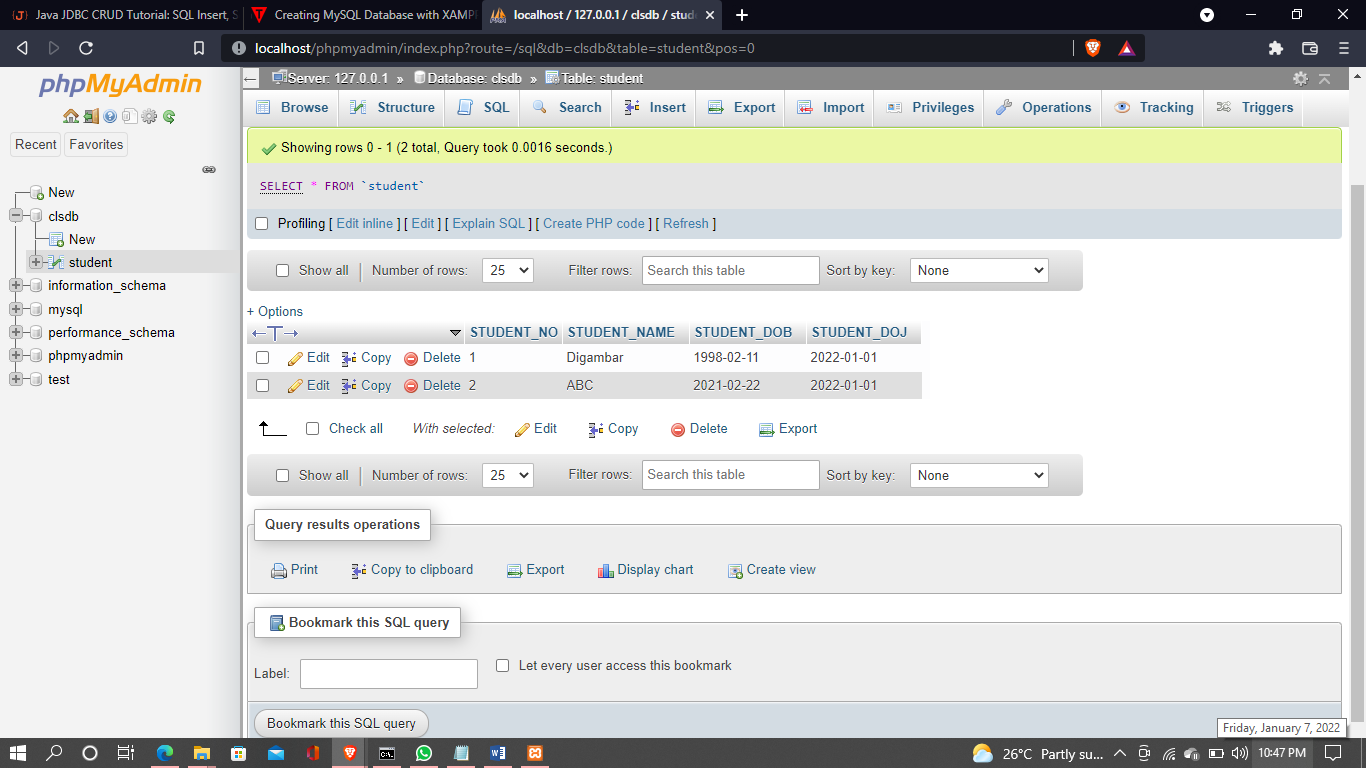 Java JDBC CRUD Tutorial: SQL Insert, S
Creating MySQL Database with XAMP
localhost / 127.0.0.1 / clsdb / stude
localhost/phpmyadmin/index.php?route=/sql&db=clsdb&table=student&pos=0
phpMyAdmin
Recent
Favorites
New
clsdb
New
student
information_schema
mysql
performance_schema
phpmyadmin
test
Server: 127.0.0.1 » Database: clsdb » Table: student
Browse Structure SQL Search Insert Export Import Privileges Operations Tracking Triggers
Showing rows 0 - 1 (2 total, Query took 0.0016 seconds.)
SELECT * FROM `student`
Profiling [ Edit inline ] [ Edit ] [ Explain SQL ] [ Create PHP code ] [ Refresh ]
Show all Number of rows: 25 Filter rows: Search this table Sort by key: None
+ Options
←T→ STUDENT_NO STUDENT_NAME STUDENT_DOB STUDENT_DOJ
Edit Copy Delete 1 Digambar 1998-02-11 2022-01-01
Edit Copy Delete 2 ABC 2021-02-22 2022-01-01
Check all With selected: Edit Copy Delete Export
Show all Number of rows: 25 Filter rows: Search this table Sort by key: None
Query results operations
Print Copy to clipboard Export Display chart Create view
Bookmark this SQL query
Label: Let every user access this bookmark
Bookmark this SQL query
Friday, January 7, 2022
26°C Partly su... 10:47 PM